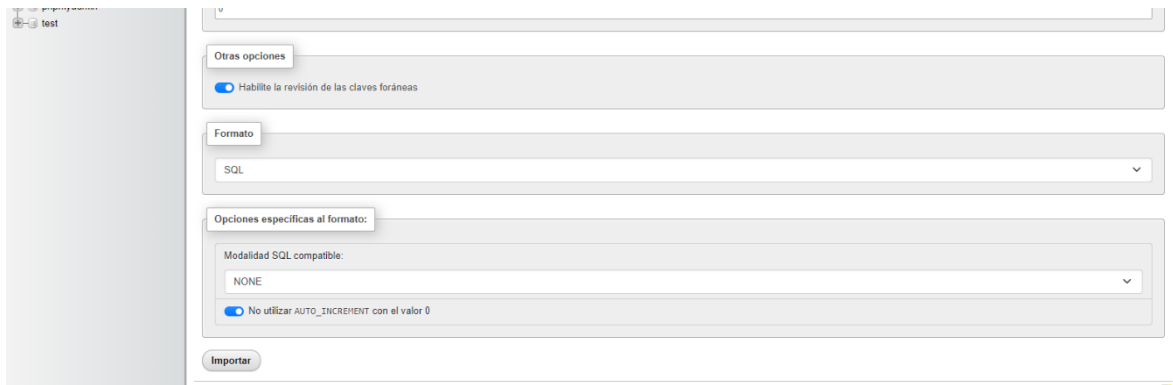 test
0
Otras opciones
Habilite la revisión de las claves foráneas
Formato
SQL
Opciones específicas al formato:
Modalidad SQL compatible:
NONE
No utilizar AUTO_INCREMENT con el valor 0
Importar